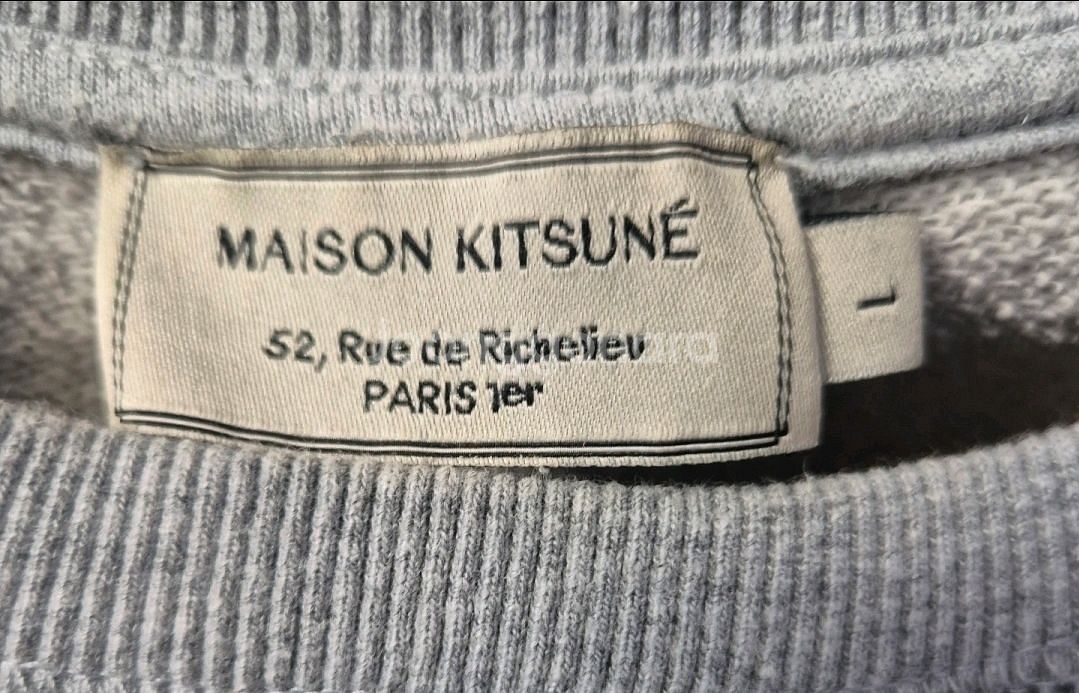 MAISON KITSUNÉ
52, Rue de Richelieu
PARIS 1er
L